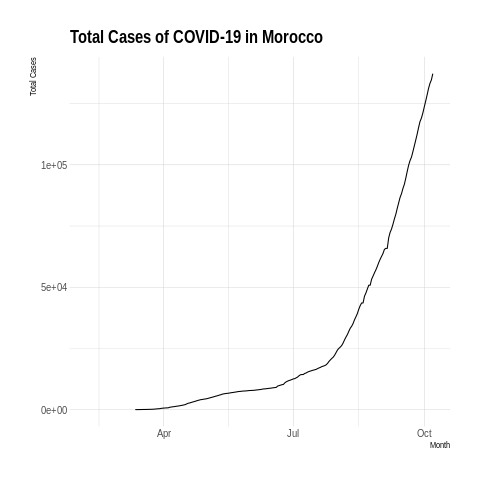 Total Cases of COVID-19 in Morocco
Total Cases
1e+05
5e+04
0e+00
Apr Jul Oct
Month